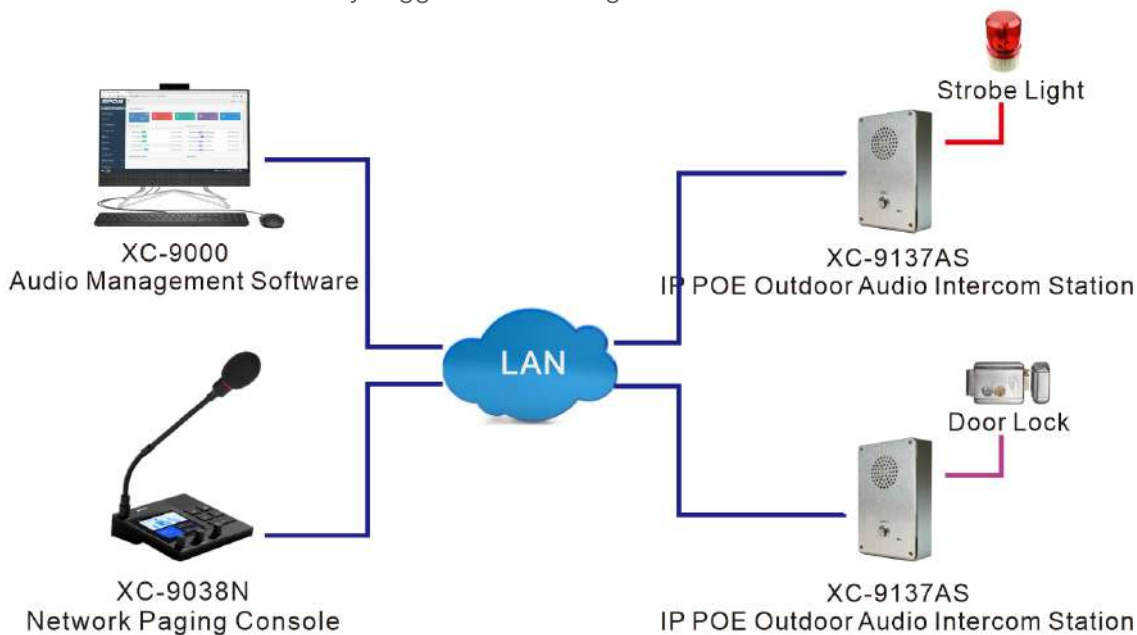 Strobe Light
XC-9000
Audio Management Software
XC-9137AS
IP POE Outdoor Audio Intercom Station
LAN
Door Lock
XC-9038N
Network Paging Console
XC-9137AS
IP POE Outdoor Audio Intercom Station